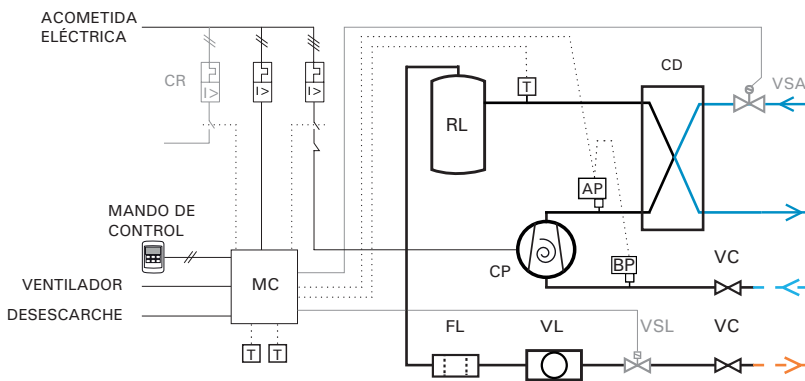 ACOMETIDA
ELÉCTRICA
CR
I>
I>
I>
T
CD
VSA
RL
AP
MANDO DE
CONTROL
CP
BP
VC
VENTILADOR
MC
DESESCARCHE
FL
VL
VSL
VC
T
T